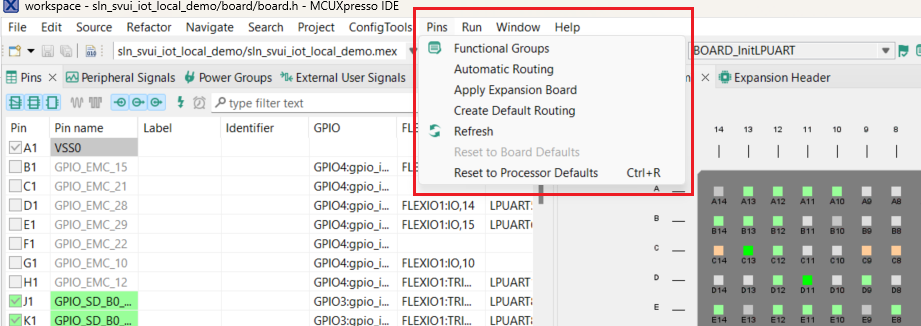 workspace - sln_svui_iot_local_demo/board/board.h - MCUXpresso IDE
File Edit Source Refactor Navigate Search Project ConfigTools Pins Run Window Help
sln_svui_iot_local_demo/sln_svui_iot_local_demo.mex
BOARD_InitLPUART
Functional Groups
Automatic Routing
Apply Expansion Board
Create Default Routing
Refresh
Reset to Board Defaults
Reset to Processor Defaults Ctrl+R
Pins Peripheral Signals Power Groups External User Signals
Expansion Header
type filter text
Pin Pin name Label Identifier GPIO
A1 VSS0
B1 GPIO_EMC_15 GPIO4:gpio_i...
C1 GPIO_EMC_21 GPIO4:gpio_i...
D1 GPIO_EMC_28 GPIO4:gpio_i... FLEXIO1:IO,14
E1 GPIO_EMC_29 GPIO4:gpio_i... FLEXIO1:IO,15
F1 GPIO_EMC_22 GPIO4:gpio_i...
G1 GPIO_EMC_10 GPIO4:gpio_i... FLEXIO1:IO,10
H1 GPIO_EMC_12 GPIO4:gpio_i... FLEXIO1:TRI... LPUART
J1 GPIO_SD_B0_... GPIO3:gpio_i... FLEXIO1:TRI...
K1 GPIO_SD_B0_... GPIO3:gpio_i... FLEXIO1:TRI...
14 13 12 11 10 9 8
A A14 A13 A12 A11 A10 A9 A8
B B14 B13 B12 B11 B10 B9 B8
C C14 C13 C12 C11 C10 C9 C8
D D14 D13 D12 D11 D10 D9 D8
E E14 E13 E12 E11 E10 E9 E8